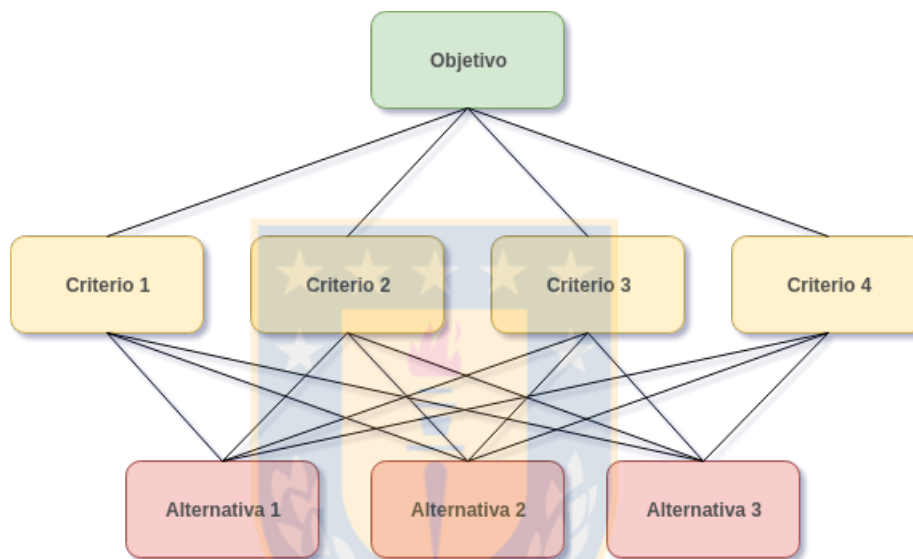 Objetivo
Criterio 1
Criterio 2
Criterio 3
Criterio 4
Alternativa 1
Alternativa 2
Alternativa 3